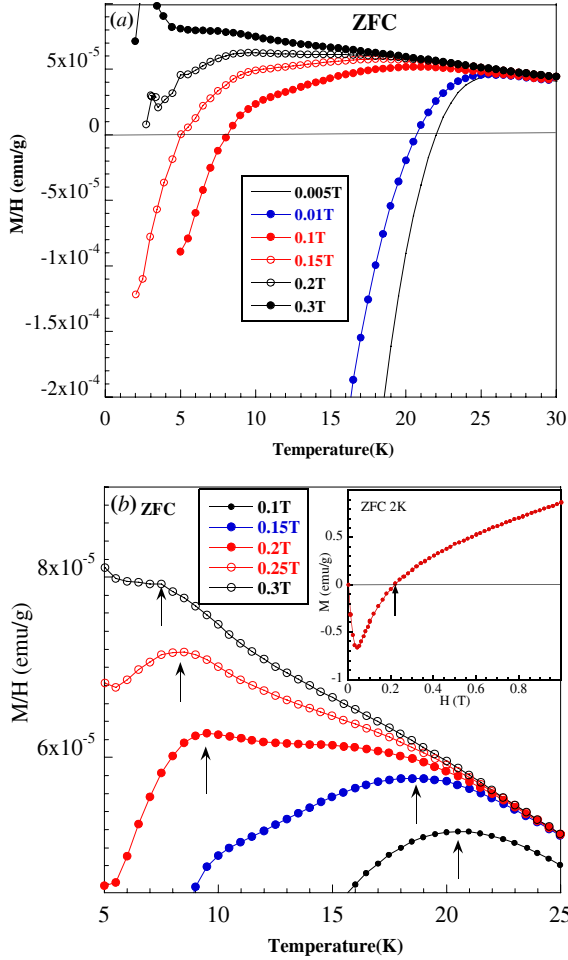 (a)
ZFC
5x10⁻⁵
0
-5x10⁻⁵
-1x10⁻⁴
-1.5x10⁻⁴
-2x10⁻⁴
M/H (emu/g)
0.005T
0.01T
0.1T
0.15T
0.2T
0.3T
0 5 10 15 20 25 30
Temperature(K)
(b) ZFC
0.1T
0.15T
0.2T
0.25T
0.3T
8x10⁻⁵
6x10⁻⁵
M/H (emu/g)
ZFC 2K
0.5
0
-0.5
-1
M (emu/g)
0 0.2 0.4 0.6 0.8
H (T)
5 10 15 20 25
Temperature(K)